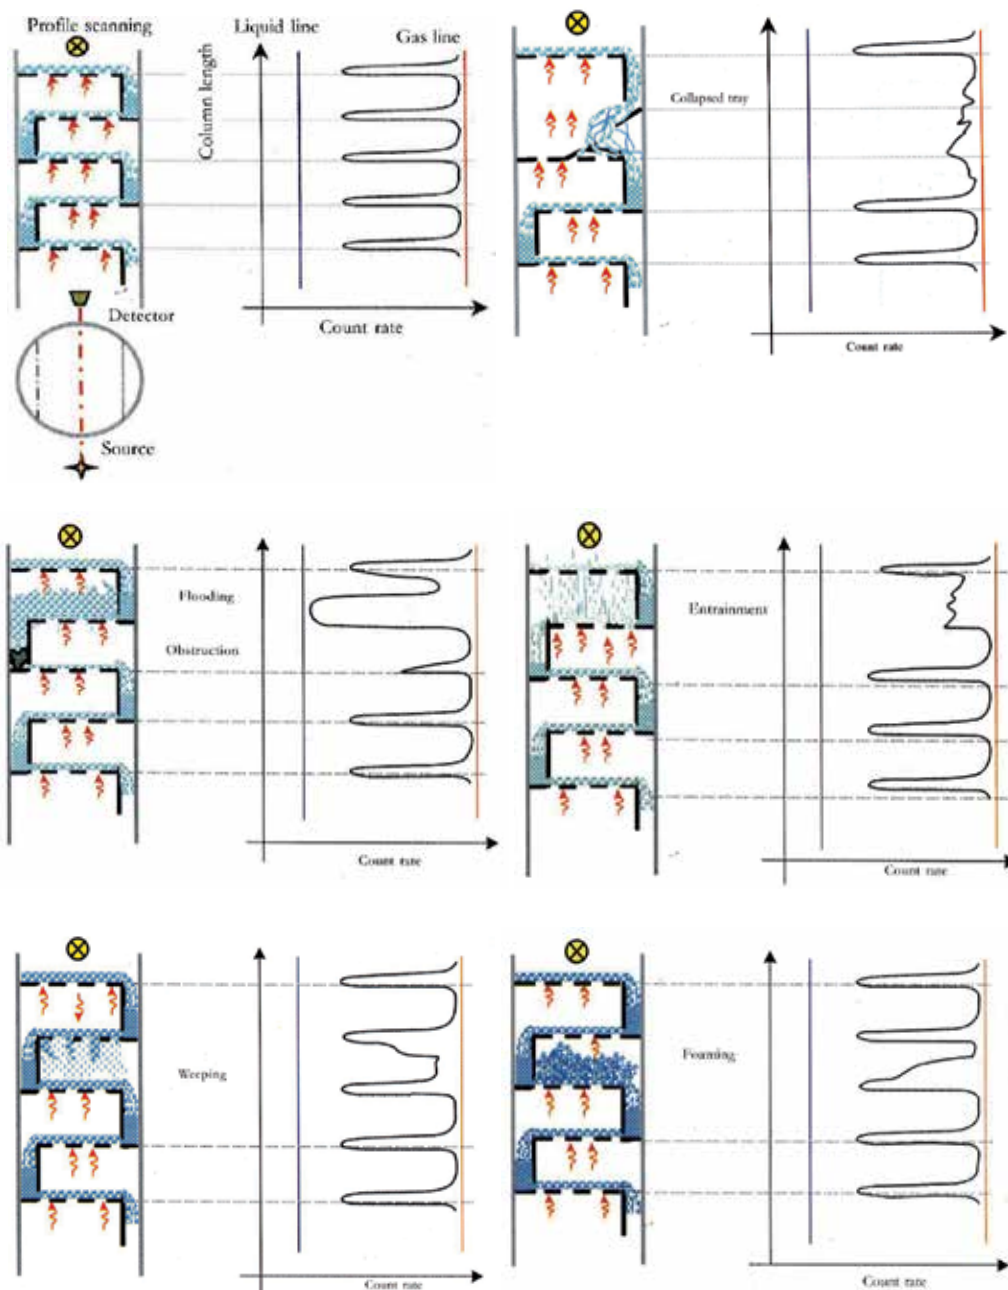 Profile scanning
Liquid line
Gas line
Column length
Detector
Count rate
Source
Collapsed tray
Count rate
Flooding
Obstruction
Count rate
Entrainment
Count rate
Weeping
Count rate
Foaming
Count rate